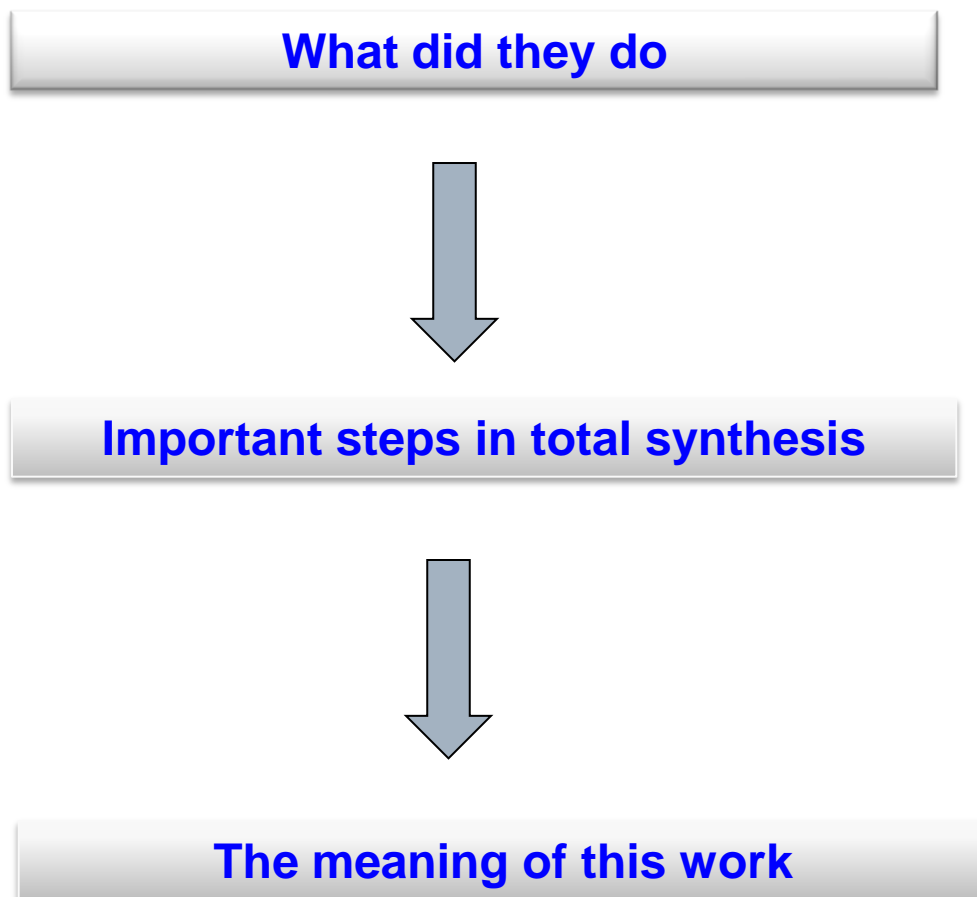 What did they do
Important steps in total synthesis
The meaning of this work